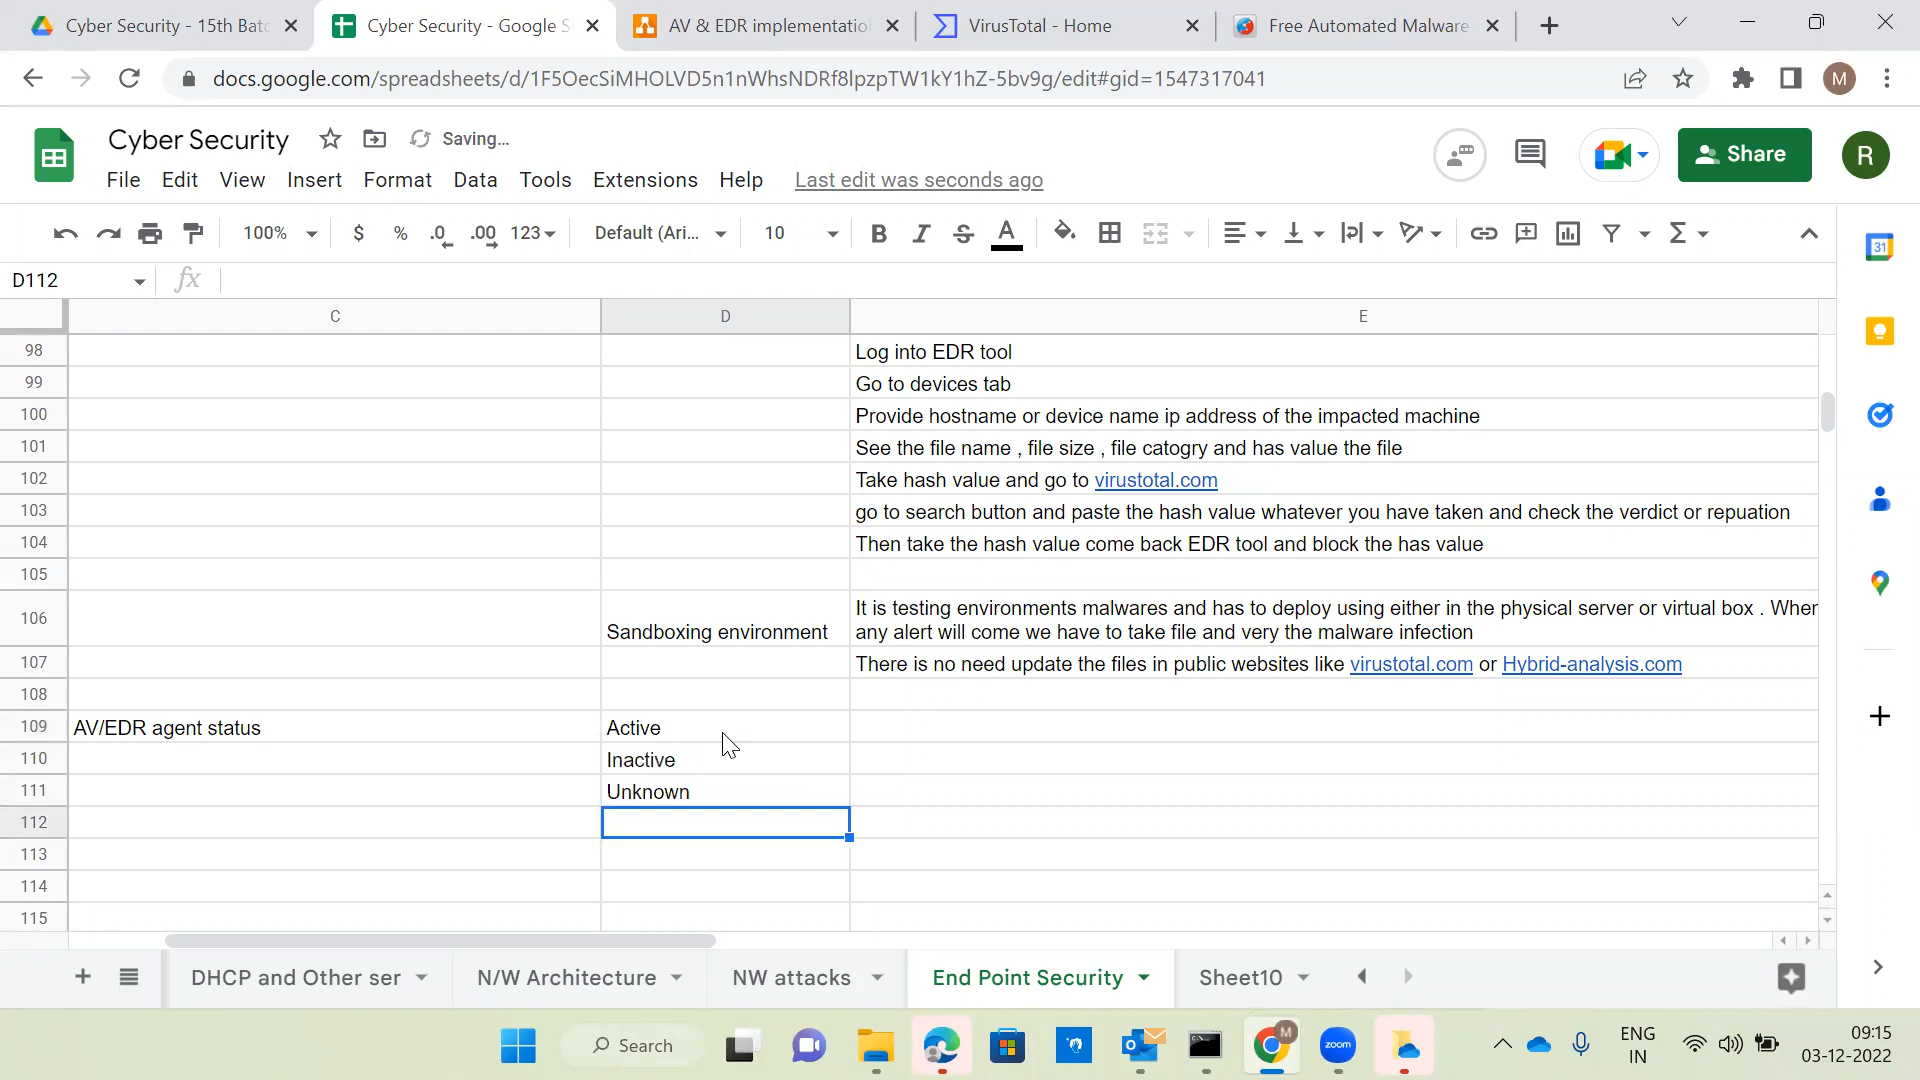 Cyber Security - 15th Batc
Cyber Security - Google S
AV & EDR implementatio
VirusTotal - Home
Free Automated Malware
docs.google.com/spreadsheets/d/1F5OecSiMHOLVD5n1nWhsNDRf8lpzpTW1kY1hZ-5bv9g/edit#gid=1547317041
M
Cyber Security
Saving...
File Edit View Insert Format Data Tools Extensions Help Last edit was seconds ago
Share
R
100% $ % .0 .00 123 Default (Ari... 10 B I S A
D112 fx
C D E
98 Log into EDR tool
99 Go to devices tab
100 Provide hostname or device name ip address of the impacted machine
101 See the file name , file size , file catogry and has value the file
102 Take hash value and go to virustotal.com
103 go to search button and paste the hash value whatever you have taken and check the verdict or repuation
104 Then take the hash value come back EDR tool and block the has value
105
It is testing environments malwares and has to deploy using either in the physical server or virtual box . When
106 Sandboxing environment any alert will come we have to take file and very the malware infection
107 There is no need update the files in public websites like virustotal.com or Hybrid-analysis.com
108
109 AV/EDR agent status Active
110 Inactive
111 Unknown
112
113
114
115
DHCP and Other ser N/W Architecture NW attacks End Point Security Sheet10
31
Search
M
zoom
ENG
IN
09:15
03-12-2022